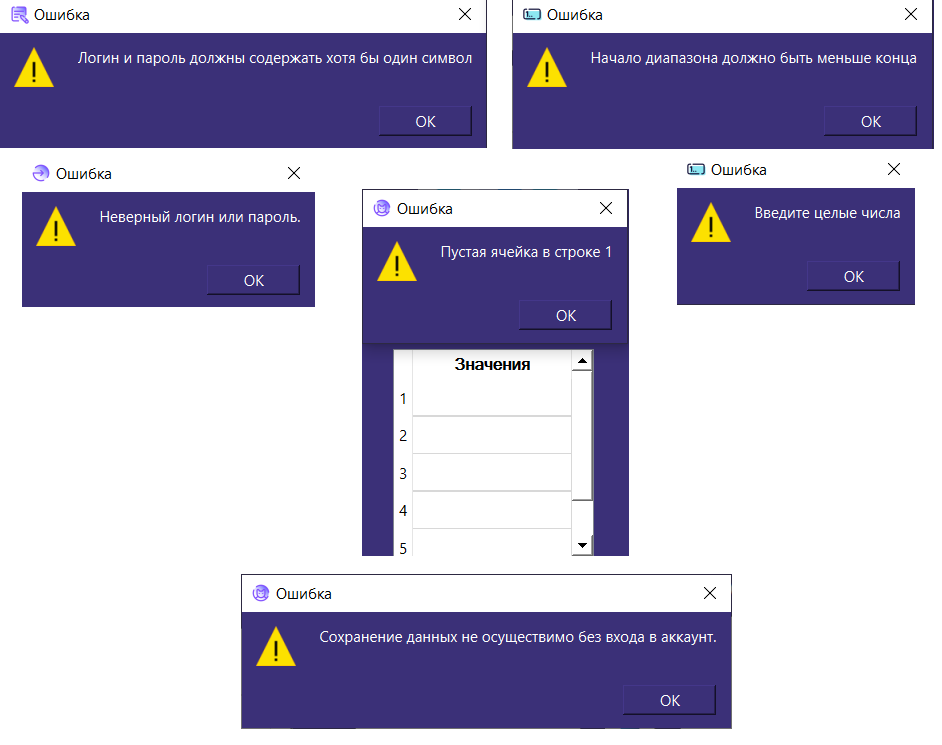 Ошибка
Логин и пароль должны содержать хотя бы один символ
OK
Ошибка
Начало диапазона должно быть меньше конца
OK
Ошибка
Неверный логин или пароль.
OK
Ошибка
Пустая ячейка в строке 1
OK
Значения
1
2
3
4
5
Ошибка
Введите целые числа
OK
Ошибка
Сохранение данных не осуществимо без входа в аккаунт.
OK